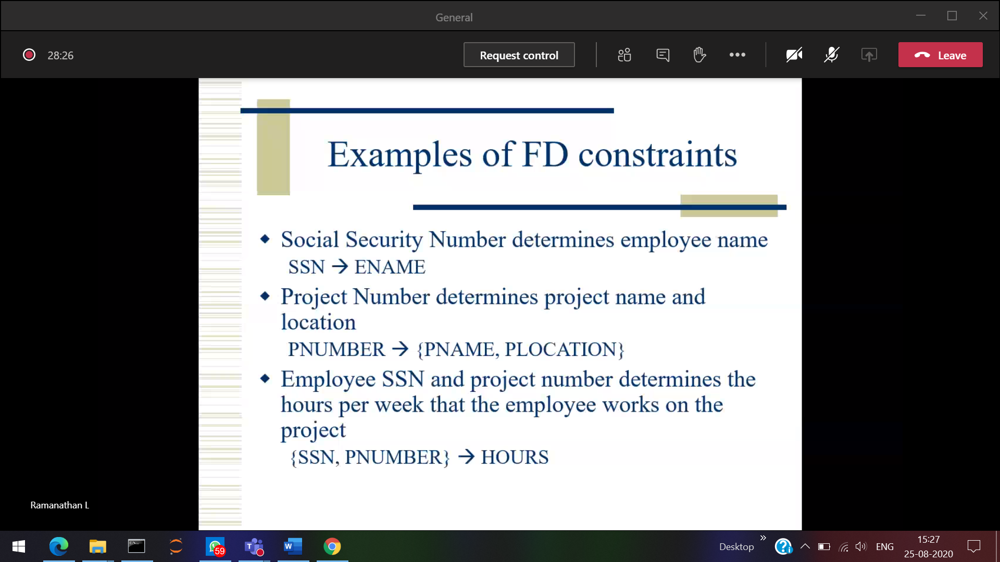 General
28:26
Request control
Leave
Examples of FD constraints
Social Security Number determines employee name
SSN → ENAME
Project Number determines project name and
location
PNUMBER → {PNAME, PLOCATION}
Employee SSN and project number determines the
hours per week that the employee works on the
project
{SSN, PNUMBER} → HOURS
Ramanathan L
59
T
W
Desktop
ENG
15:27
25-08-2020